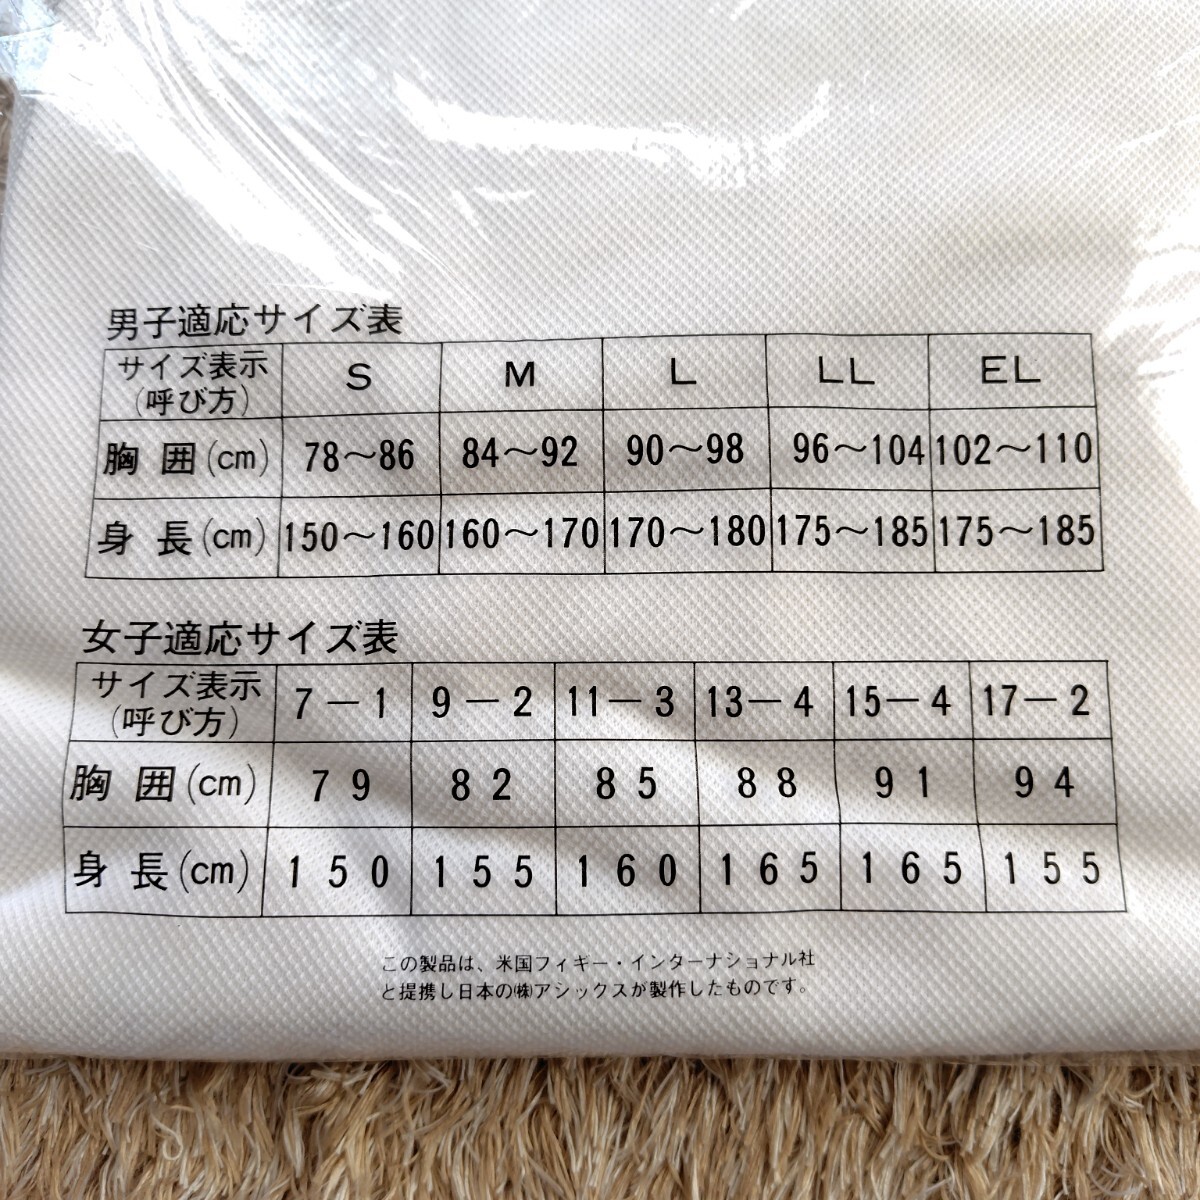 男子適応サイズ表
サイズ表示 S M L LL EL
(呼び方)
胸 囲(cm) 78～86 84～92 90～98 96～104 102～110
身 長(cm) 150～160 160～170 170～180 175～185 175～185
女子適応サイズ表
サイズ表示 7－1 9－2 11－3 13－4 15－4 17－2
(呼び方)
胸 囲(cm) 79 82 85 88 91 94
身 長(cm) 150 155 160 165 165 155
この製品は、米国フィキー・インターナショナル社
と提携し日本の㈱アシックスが製作したものです。